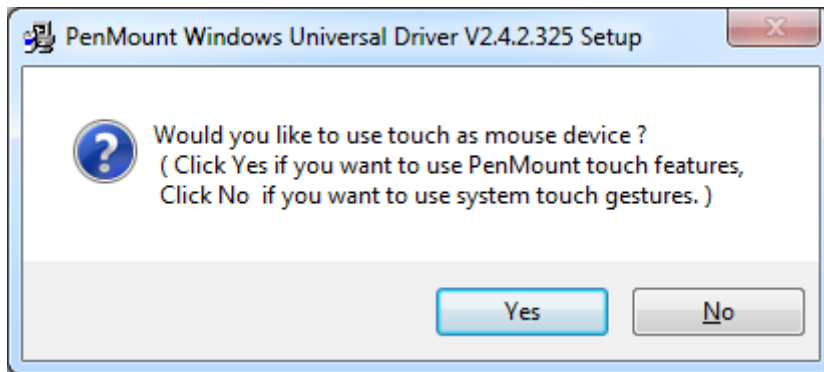 PenMount Windows Universal Driver V2.4.2.325 Setup
Would you like to use touch as mouse device ?
( Click Yes if you want to use PenMount touch features,
Click No  if you want to use system touch gestures. )
Yes
No